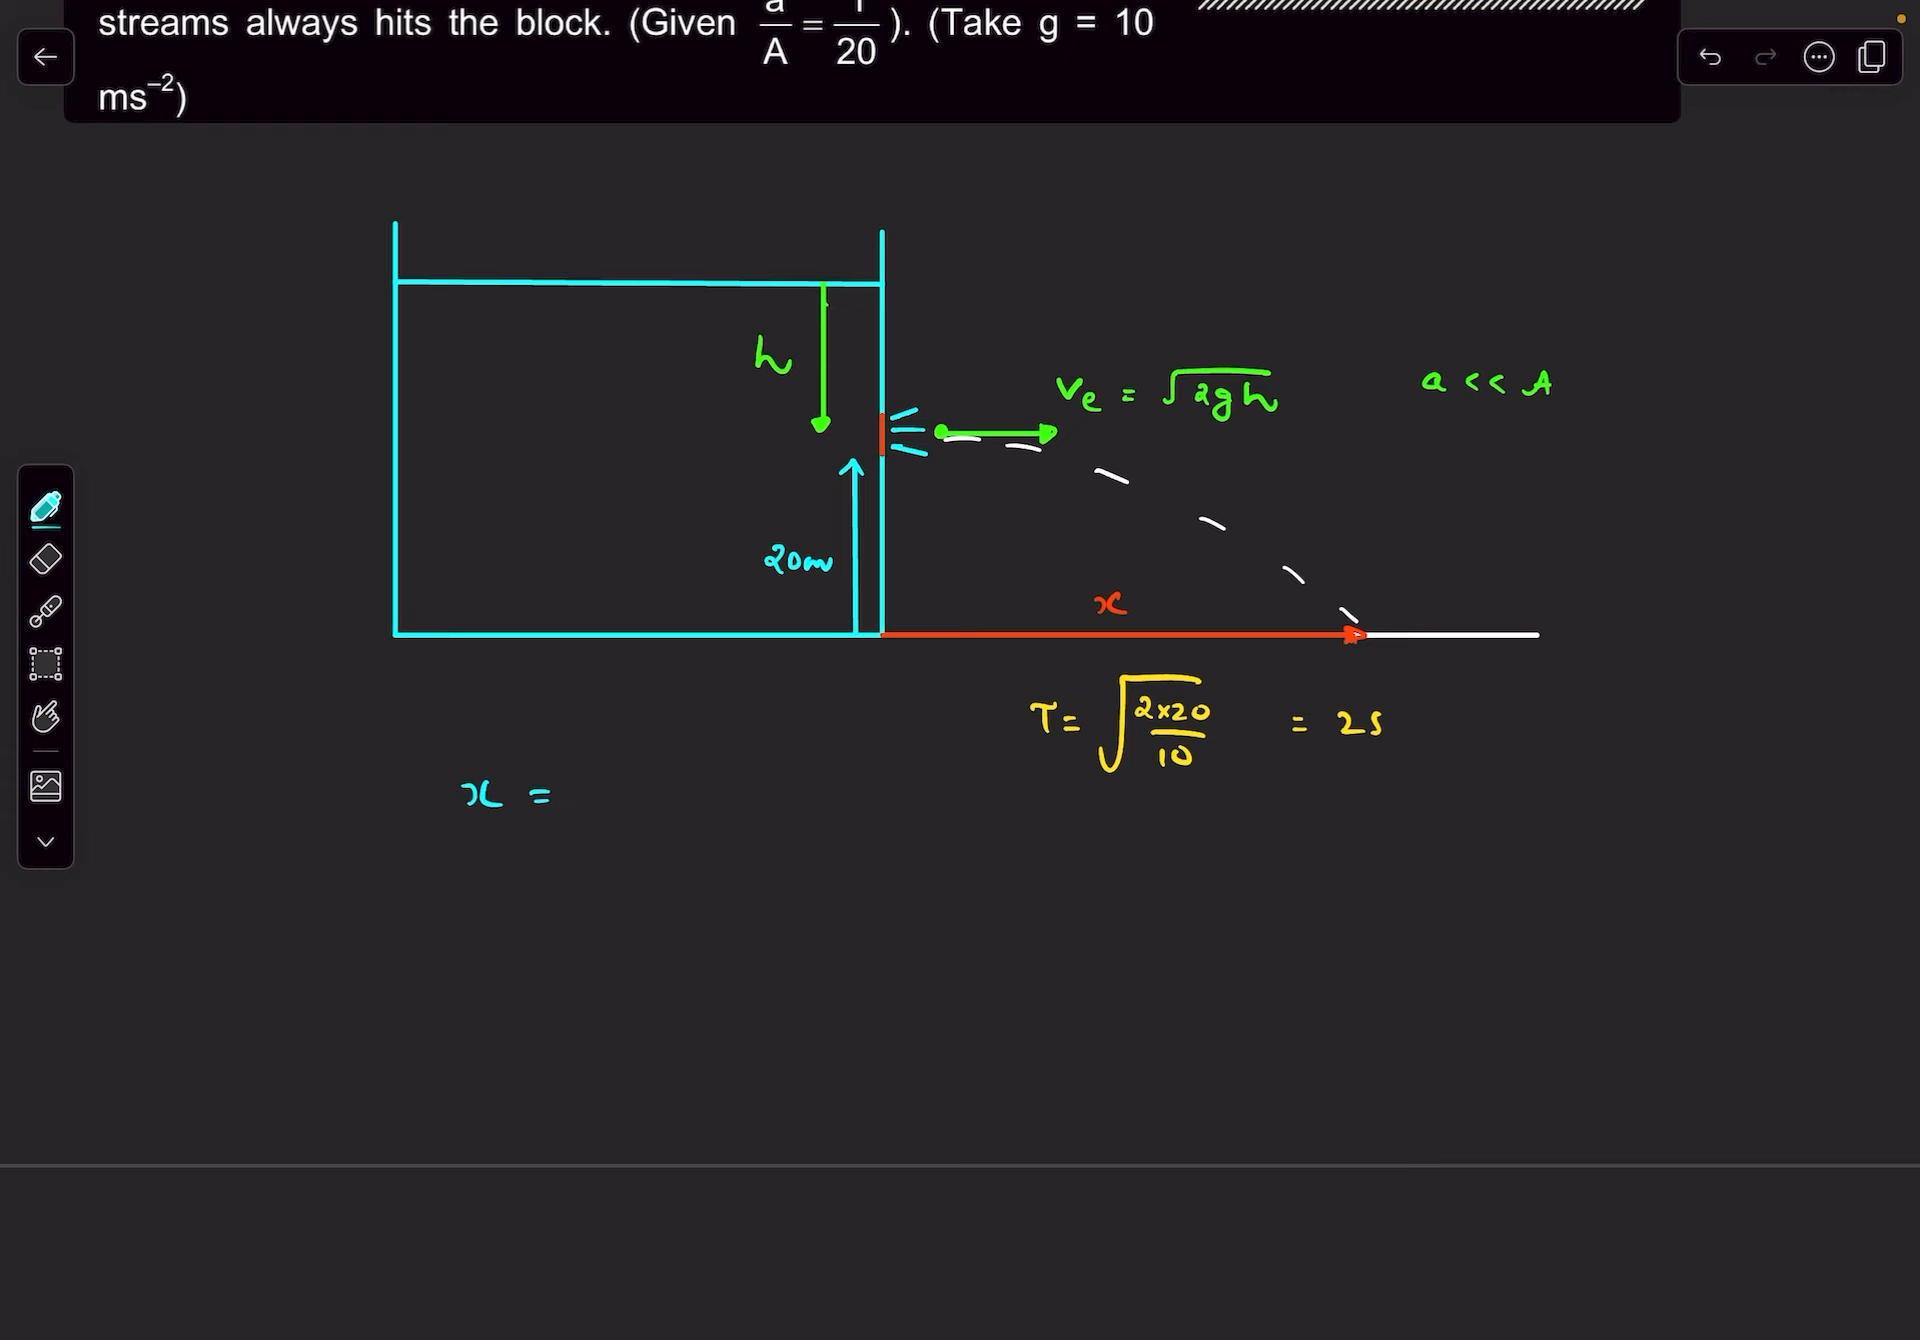 streams always hits the block. (Given a/A = 1/20). (Take g = 10
ms⁻²)
h
vₑ = √2gh
a << A
20m
x
T = √(2×20/10) = 2s
x =